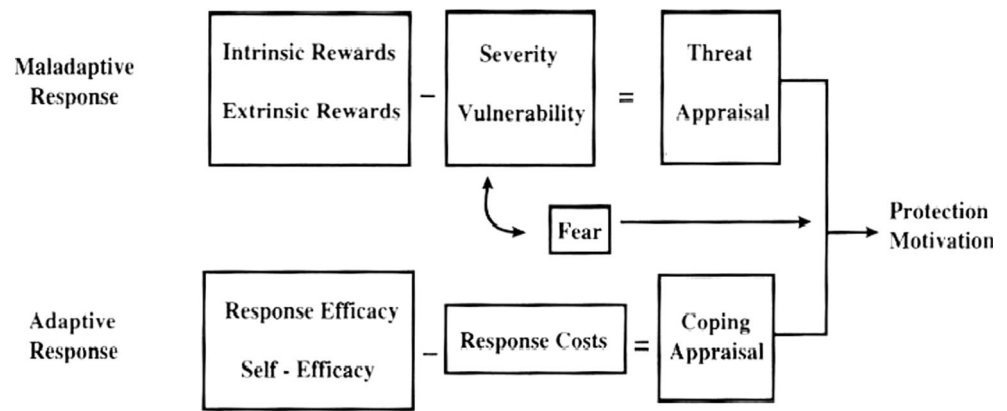 Maladaptive
Response
Intrinsic Rewards
Extrinsic Rewards
–
Severity
Vulnerability
=
Threat
Appraisal
Fear
Protection
Motivation
Adaptive
Response
Response Efficacy
Self - Efficacy
–
Response Costs
=
Coping
Appraisal